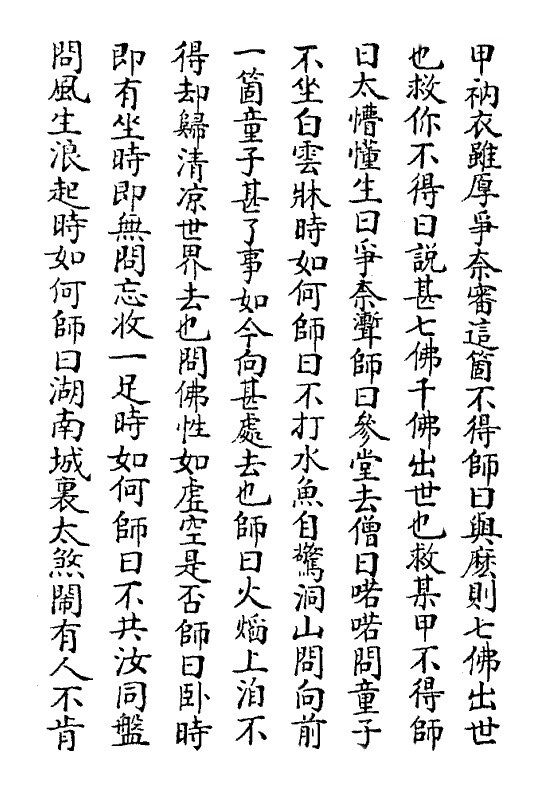 甲衲衣雖厚爭柰審這箇不得師曰與麽則七佛出世
也救你不得曰說甚七佛千佛出世也救某甲不得師
曰太懵懂生曰爭柰聻師曰參堂去僧曰喏喏問童子
不坐白雲牀時如何師曰不打水魚自驚洞山問向前
一箇童子甚了事如今向甚處去也師曰火熖上泊不
得却歸清凉世界去也問佛性如虛空是否師曰卧時
即有坐時即無問忘收一足時如何師曰不共汝同盤
問風生浪起時如何師曰湖南城裏太煞鬧有人不肯